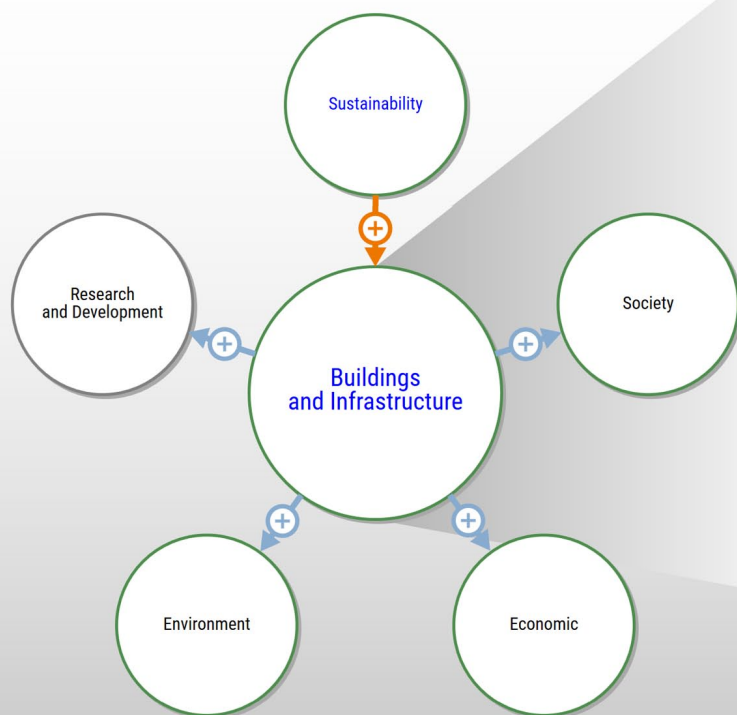 Sustainability
Research
and Development
Society
Buildings
and Infrastructure
Environment
Economic